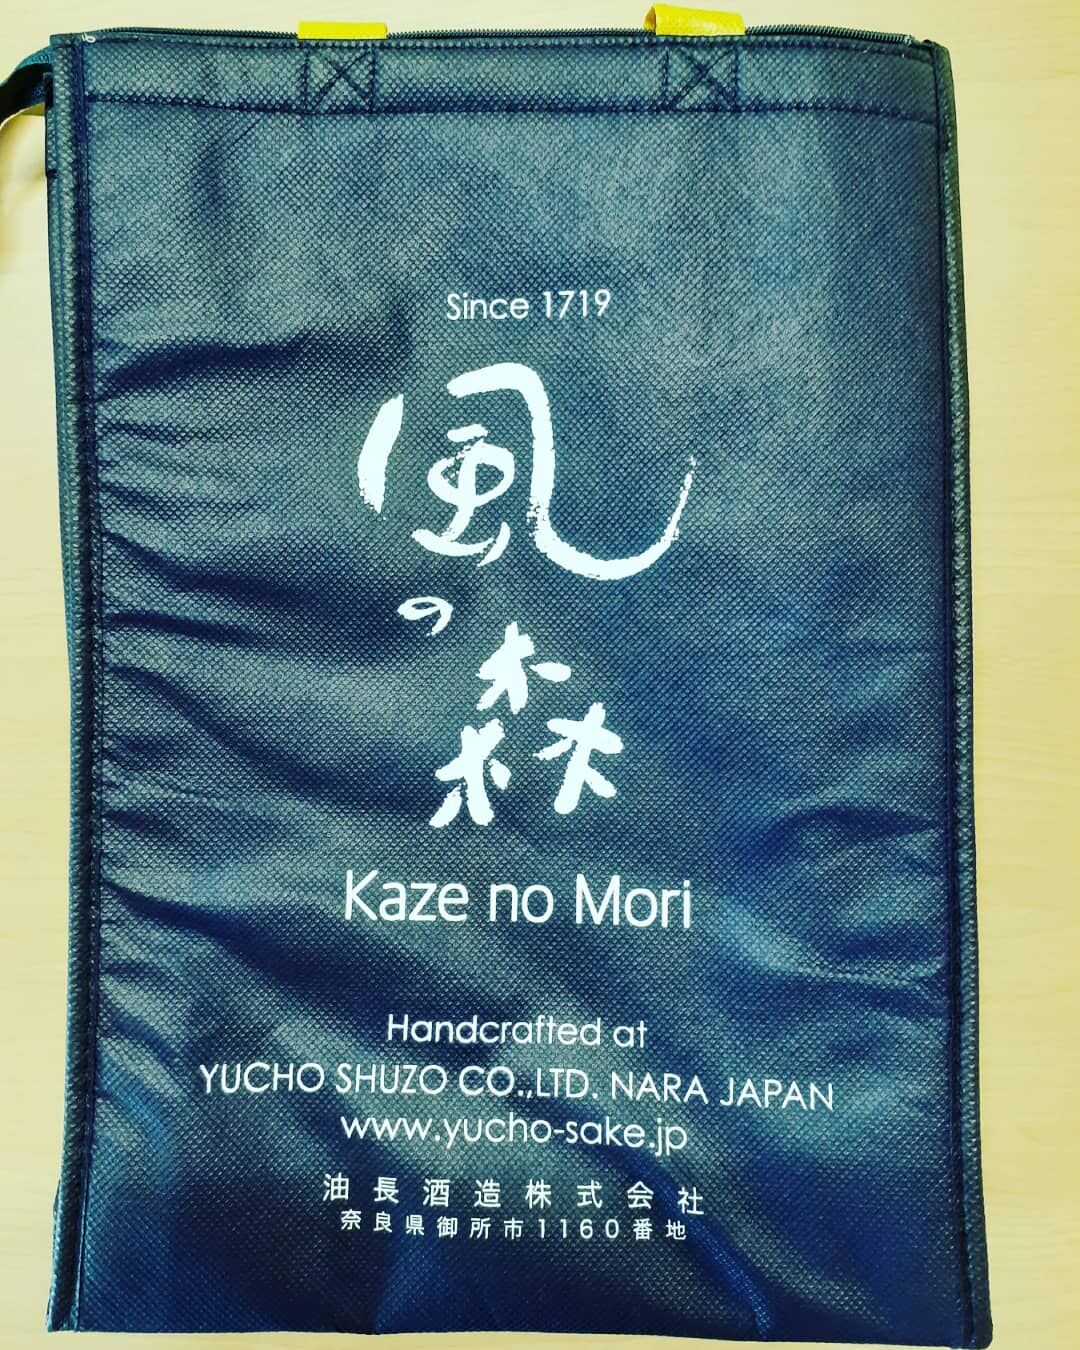 Since 1719
風
の
森
Kaze no Mori
Handcrafted at
YUCHO SHUZO CO.,LTD. NARA JAPAN
www.yucho-sake.jp
油長酒造株式会社
奈良県御所市1160番地